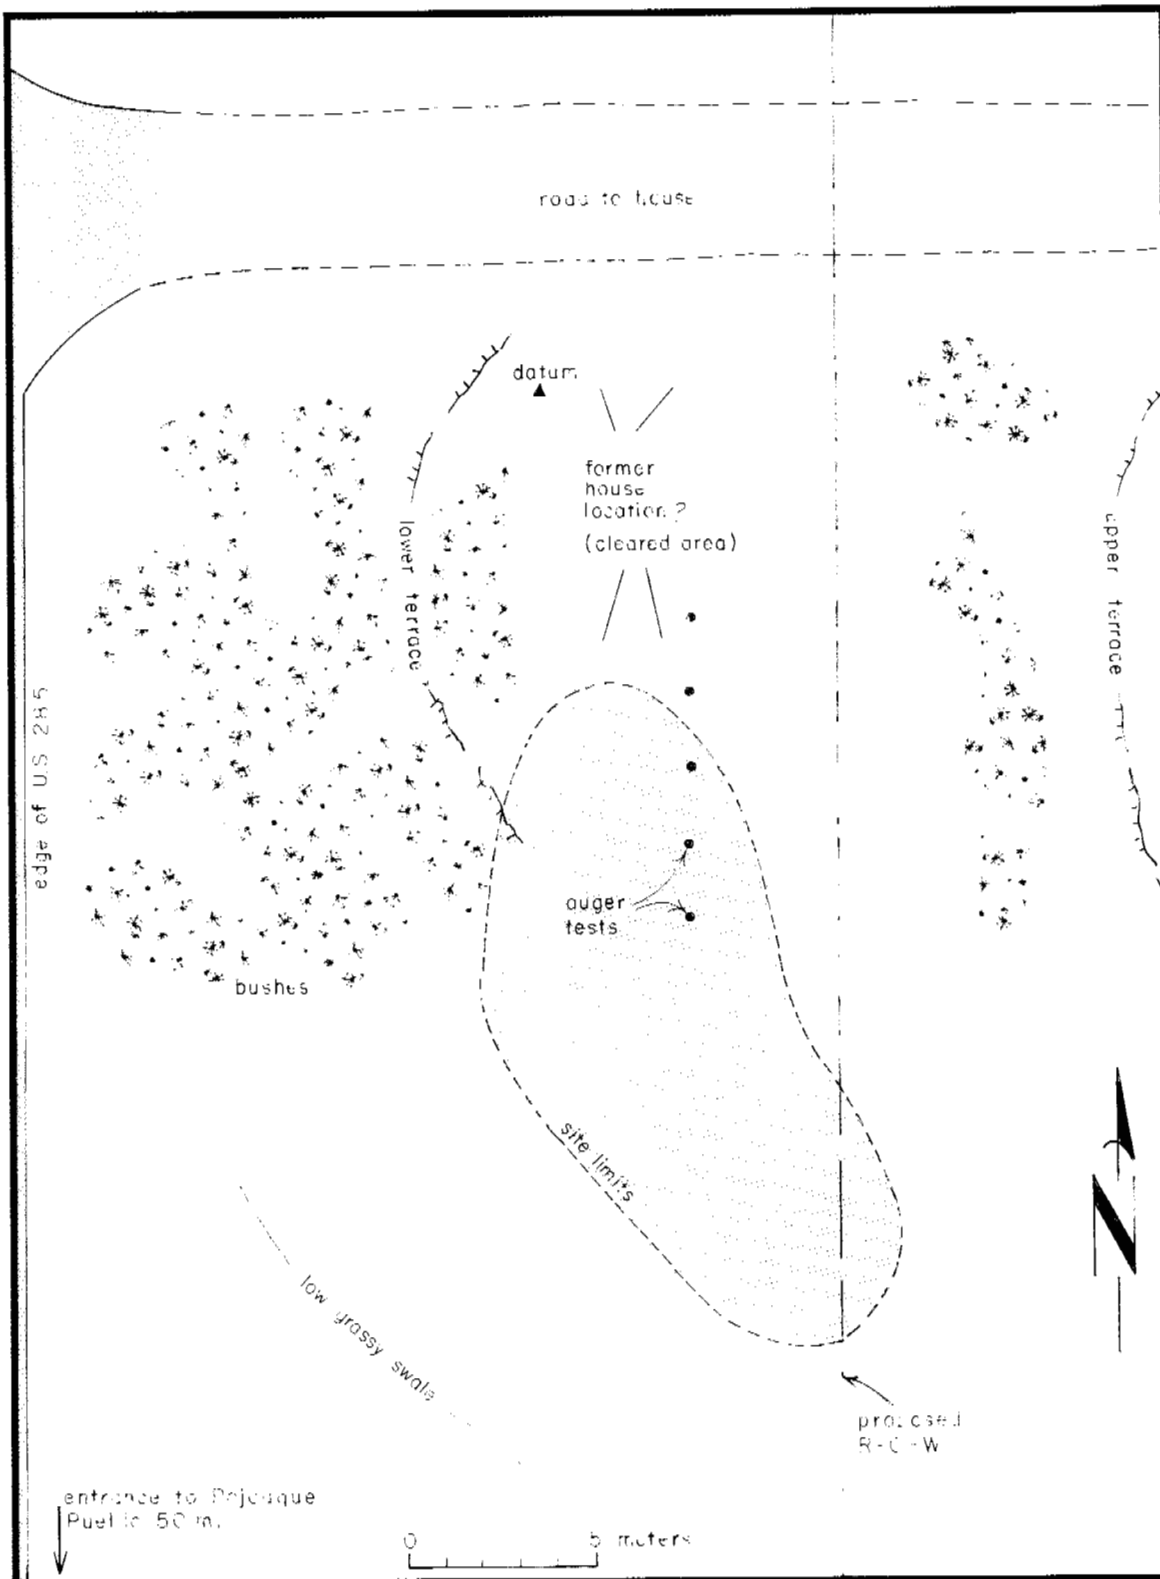 road to house
datum
former
house
location?
(cleared area)
lower terrace
upper terrace
edge of US 285
auger
tests
bushes
site limits
low grassy swale
proposed
R-O-W
N
entrance to Pojoaque
Pueblo 50 m.
0 5 meters